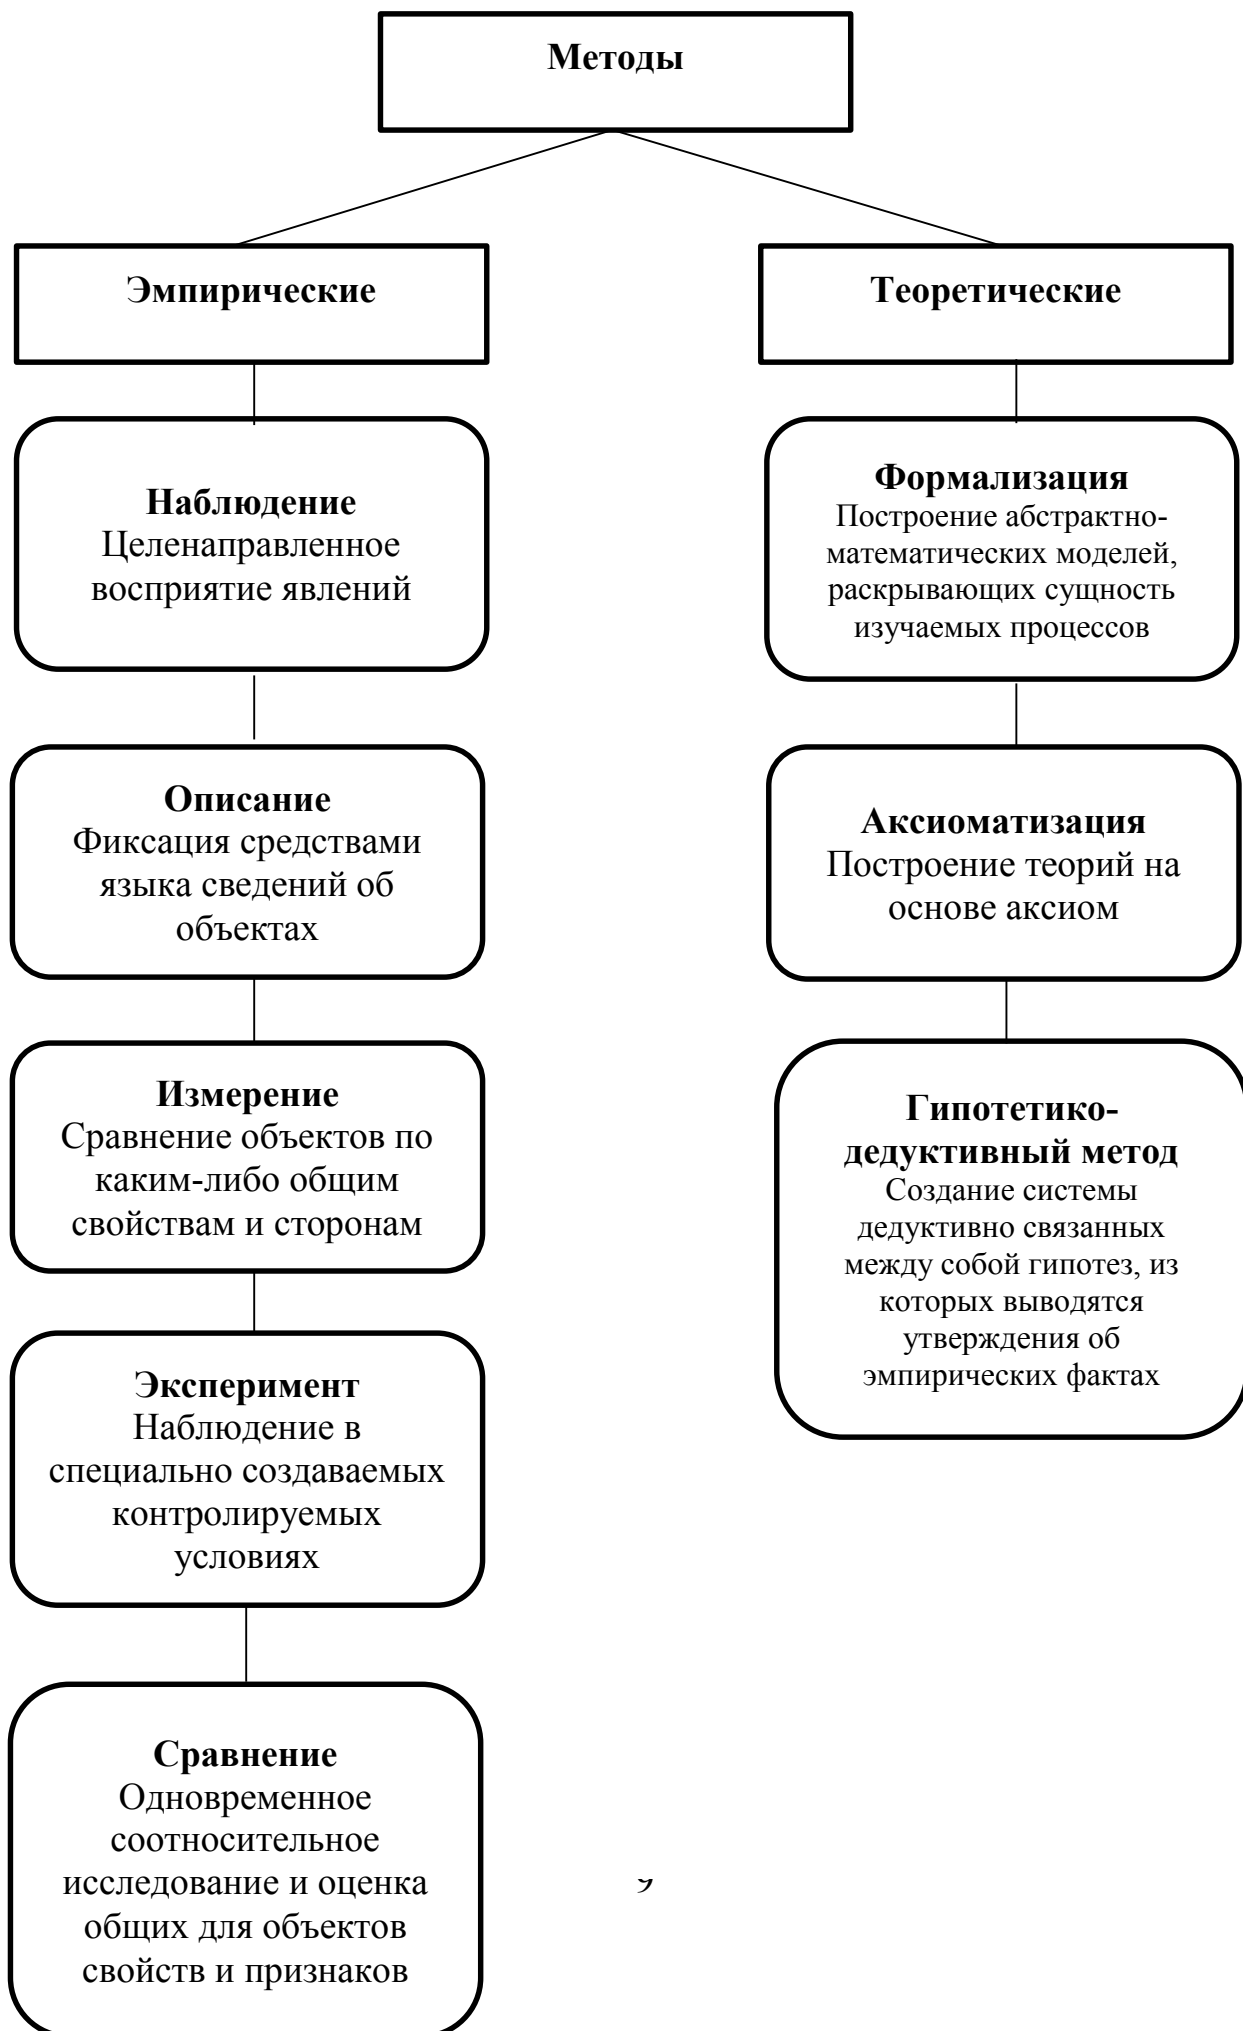 Методы
Эмпирические
Наблюдение
Целенаправленное
восприятие явлений
Описание
Фиксация средствами
языка сведений об
объектах
Измерение
Сравнение объектов по
каким-либо общим
свойствам и сторонам
Эксперимент
Наблюдение в
специально создаваемых
контролируемых
условиях
Сравнение
Одновременное
соотносительное
исследование и оценка
общих для объектов
свойств и признаков
Теоретические
Формализация
Построение абстрактно-
математических моделей,
раскрывающих сущность
изучаемых процессов
Аксиоматизация
Построение теорий на
основе аксиом
Гипотетико-
дедуктивный метод
Создание системы
дедуктивно связанных
между собой гипотез, из
которых выводятся
утверждения об
эмпирических фактах